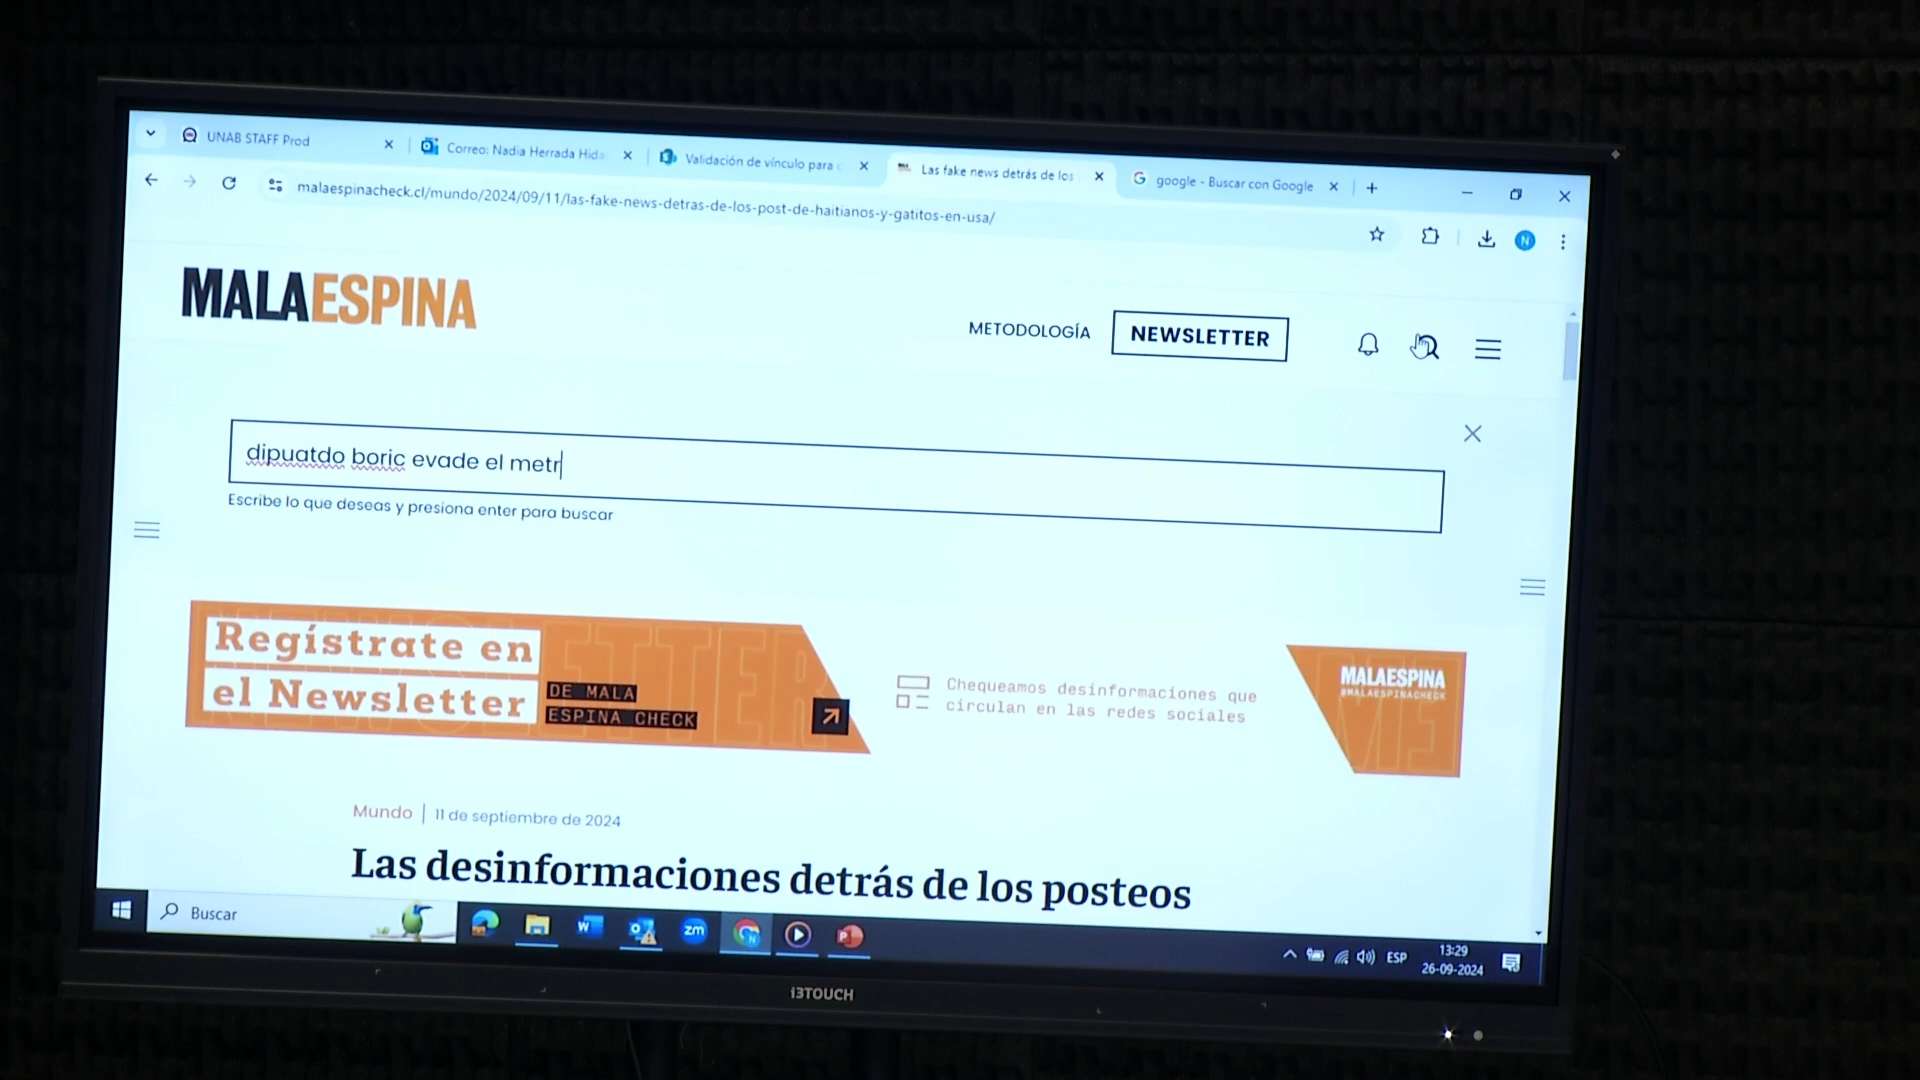 UNAB STAFF Prod
Correo: Nadia Herrada Hida
Validación de vínculo para c
Las fake news detrás de los
google - Buscar con Google
malaespinacheck.cl/mundo/2024/09/11/las-fake-news-detras-de-los-post-de-haitianos-y-gatitos-en-usa/
N
MALAESPINA
METODOLOGÍA
NEWSLETTER
dipuatdo boric evade el metr
Escribe lo que deseas y presiona enter para buscar
Regístrate en
el Newsletter
DE MALA
ESPINA CHECK
Chequeamos desinformaciones que
circulan en las redes sociales
MALAESPINA
@MALAESPINACHECK
Mundo | 11 de septiembre de 2024
Las desinformaciones detrás de los posteos
Buscar
zm
ESP
13:29
26-09-2024
i3TOUCH